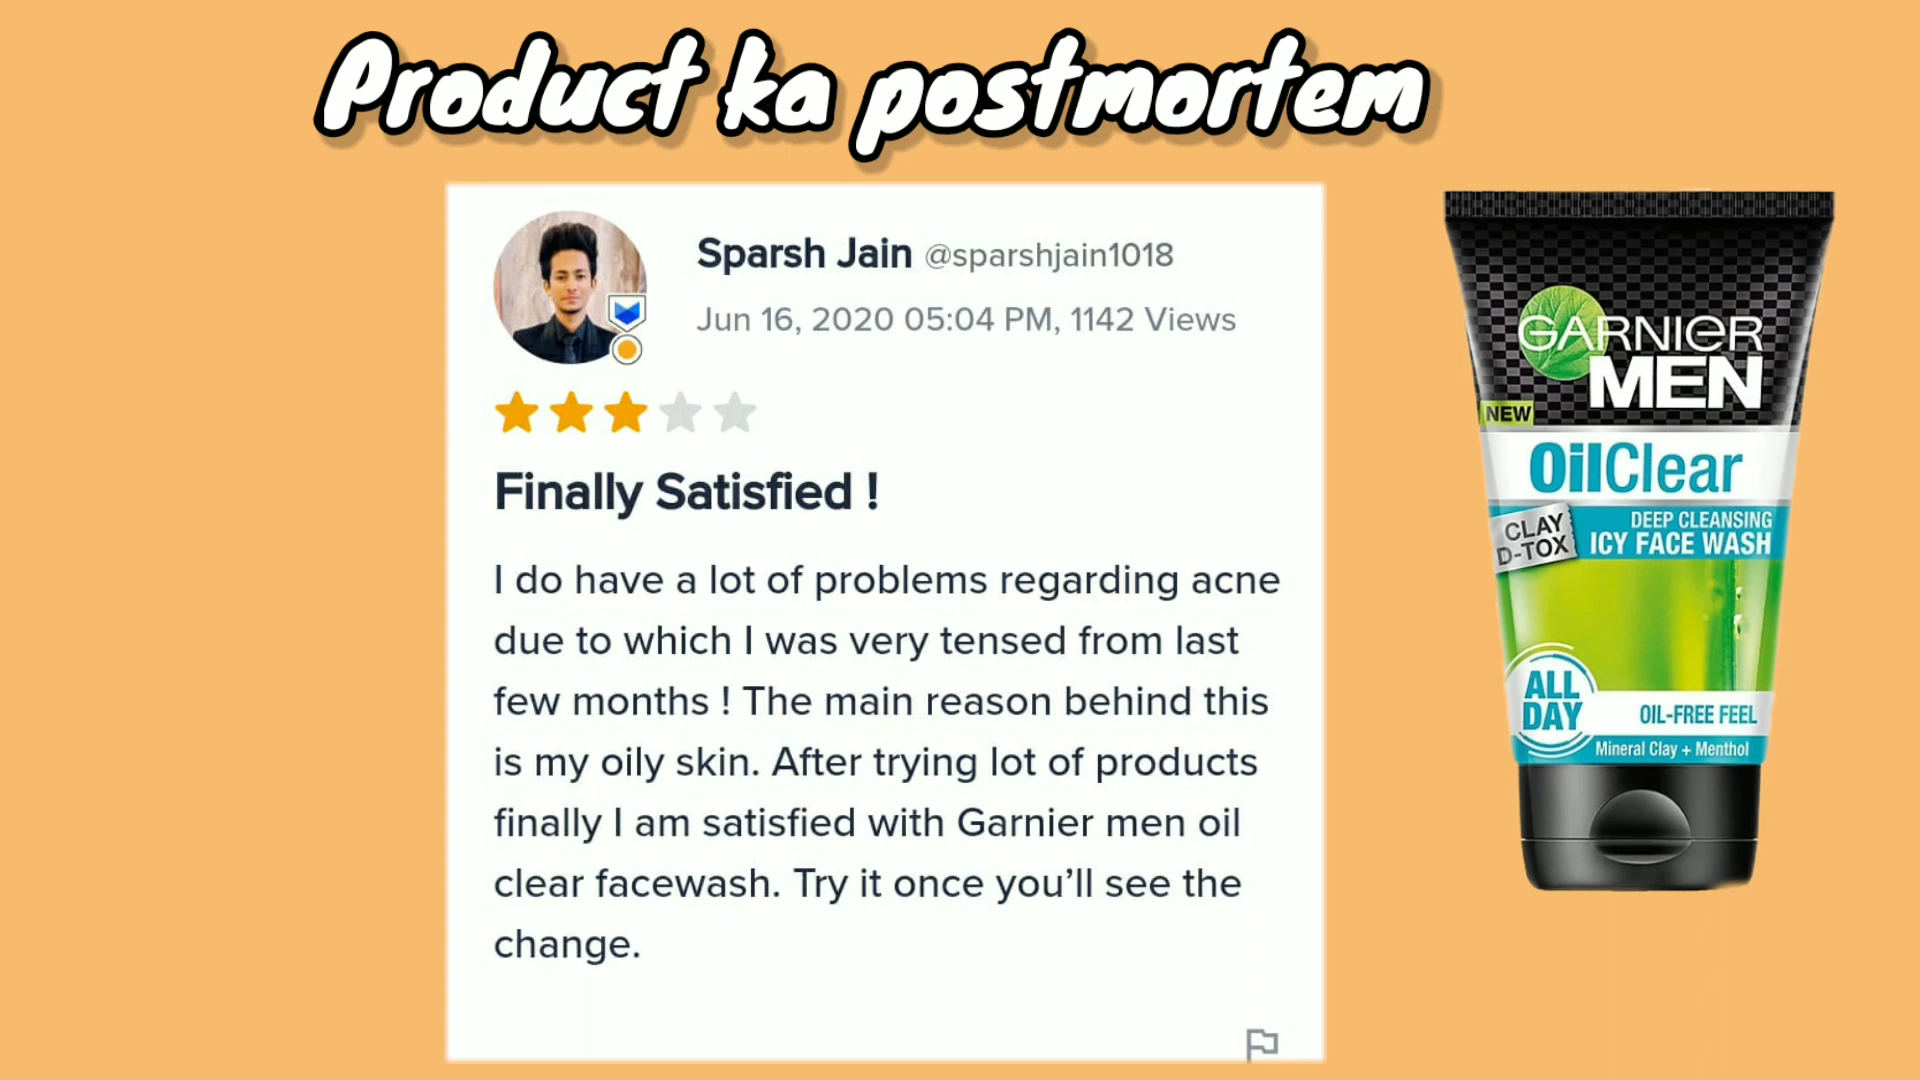 Product ka postmortem
Sparsh Jain @sparshjain1018
Jun 16, 2020 05:04 PM, 1142 Views
Finally Satisfied !
I do have a lot of problems regarding acne
due to which I was very tensed from last
few months ! The main reason behind this
is my oily skin. After trying lot of products
finally I am satisfied with Garnier men oil
clear facewash. Try it once you’ll see the
change.
GARNIER
MEN
NEW
OilClear
CLAY
D-TOX
DEEP CLEANSING
ICY FACE WASH
ALL
DAY
OIL-FREE FEEL
Mineral Clay + Menthol